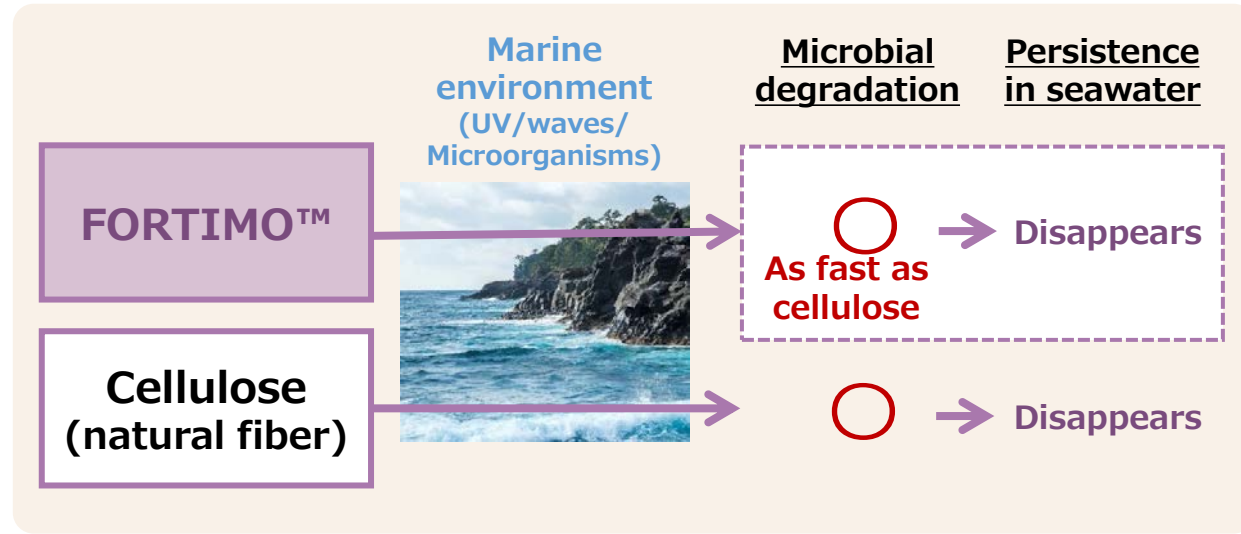 Marine
environment
(UV/waves/
Microorganisms)
Microbial
degradation
Persistence
in seawater
FORTIMO™
Disappears
As fast as
cellulose
Cellulose
(natural fiber)
Disappears